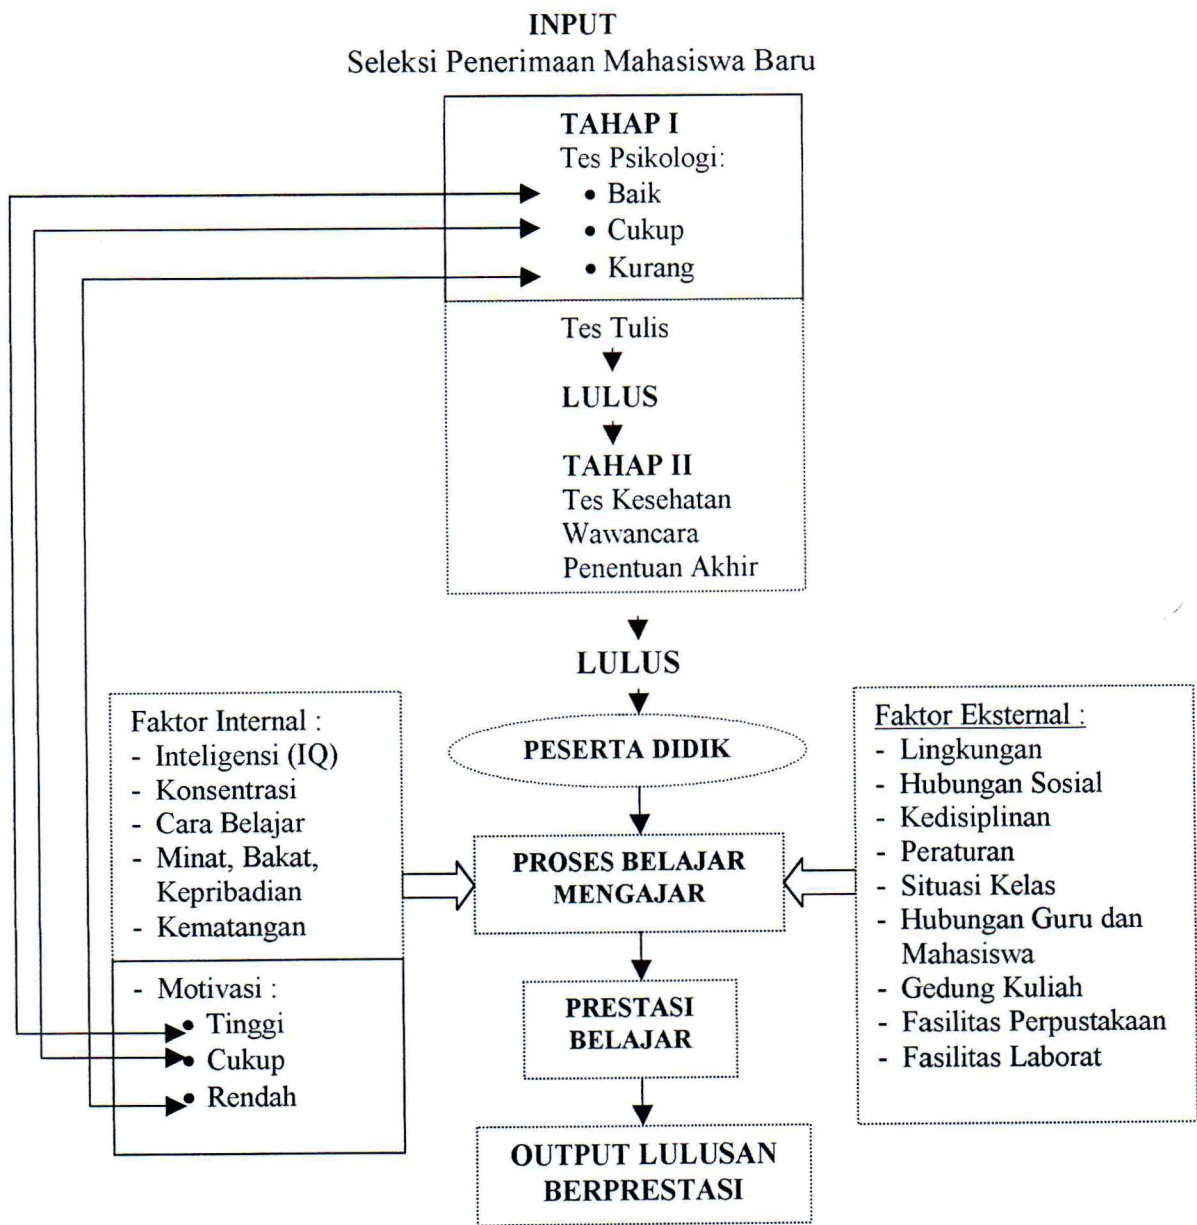 INPUT
Seleksi Penerimaan Mahasiswa Baru
TAHAP I
Tes Psikologi:
• Baik
• Cukup
• Kurang
Tes Tulis
LULUS
TAHAP II
Tes Kesehatan
Wawancara
Penentuan Akhir
LULUS
PESERTA DIDIK
Faktor Internal :
- Inteligensi (IQ)
- Konsentrasi
- Cara Belajar
- Minat, Bakat,
Kepribadian
- Kematangan
- Motivasi :
• Tinggi
• Cukup
• Rendah
PROSES BELAJAR
MENGAJAR
PRESTASI
BELAJAR
OUTPUT LULUSAN
BERPRESTASI
Faktor Eksternal :
- Lingkungan
- Hubungan Sosial
- Kedisiplinan
- Peraturan
- Situasi Kelas
- Hubungan Guru dan
Mahasiswa
- Gedung Kuliah
- Fasilitas Perpustakaan
- Fasilitas Laborat